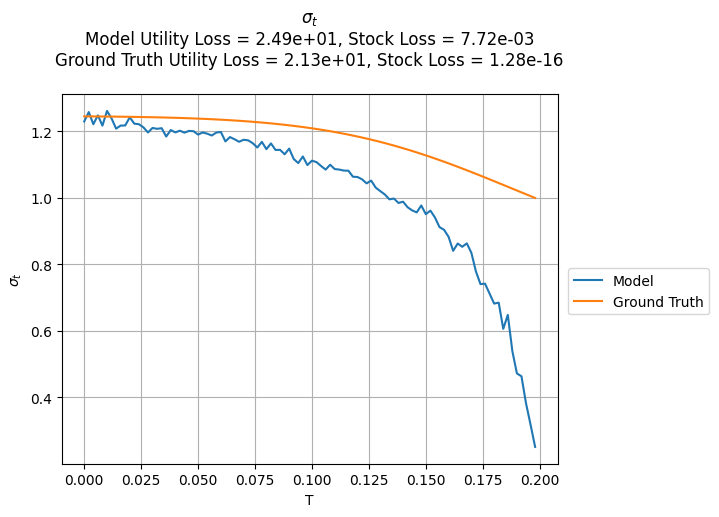 σ_t
Model Utility Loss = 2.49e+01, Stock Loss = 7.72e-03
Ground Truth Utility Loss = 2.13e+01, Stock Loss = 1.28e-16
1.2
1.0
0.8
0.6
0.4
σ_t
0.000 0.025 0.050 0.075 0.100 0.125 0.150 0.175 0.200
T
Model
Ground Truth